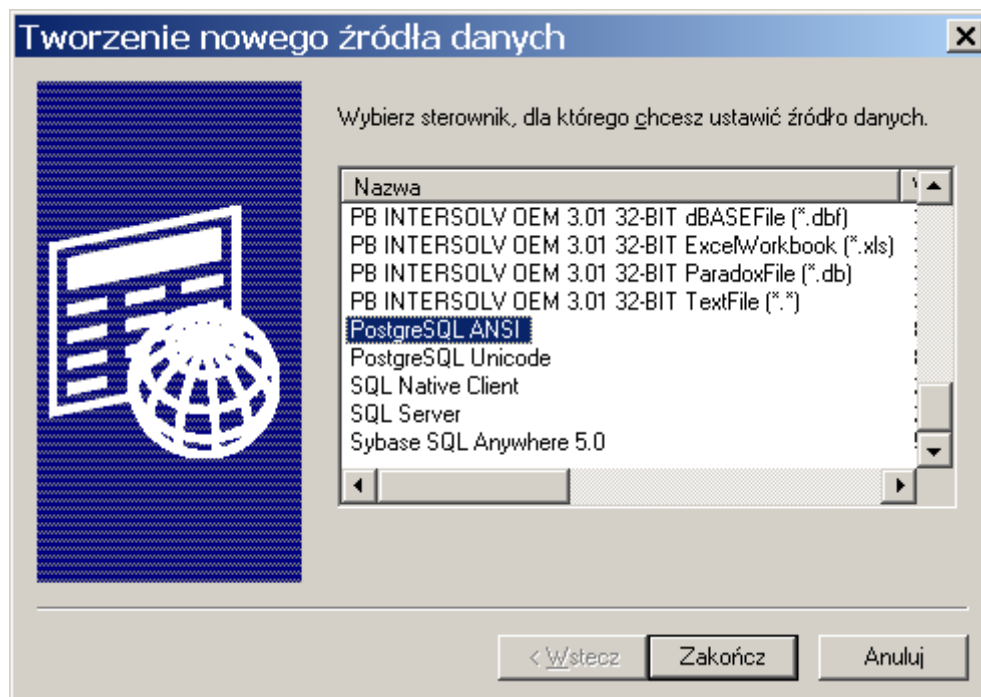 Tworzenie nowego źródła danych
Wybierz sterownik, dla którego chcesz ustawić źródło danych.
Nazwa
PB INTERSOLV OEM 3.01 32-BIT dBASEFile (*.dbf)
PB INTERSOLV OEM 3.01 32-BIT ExcelWorkbook (*.xls)
PB INTERSOLV OEM 3.01 32-BIT ParadoxFile (*.db)
PB INTERSOLV OEM 3.01 32-BIT TextFile (*.*)
PostgreSQL ANSI
PostgreSQL Unicode
SQL Native Client
SQL Server
Sybase SQL Anywhere 5.0
< Wstecz Zakończ Anuluj